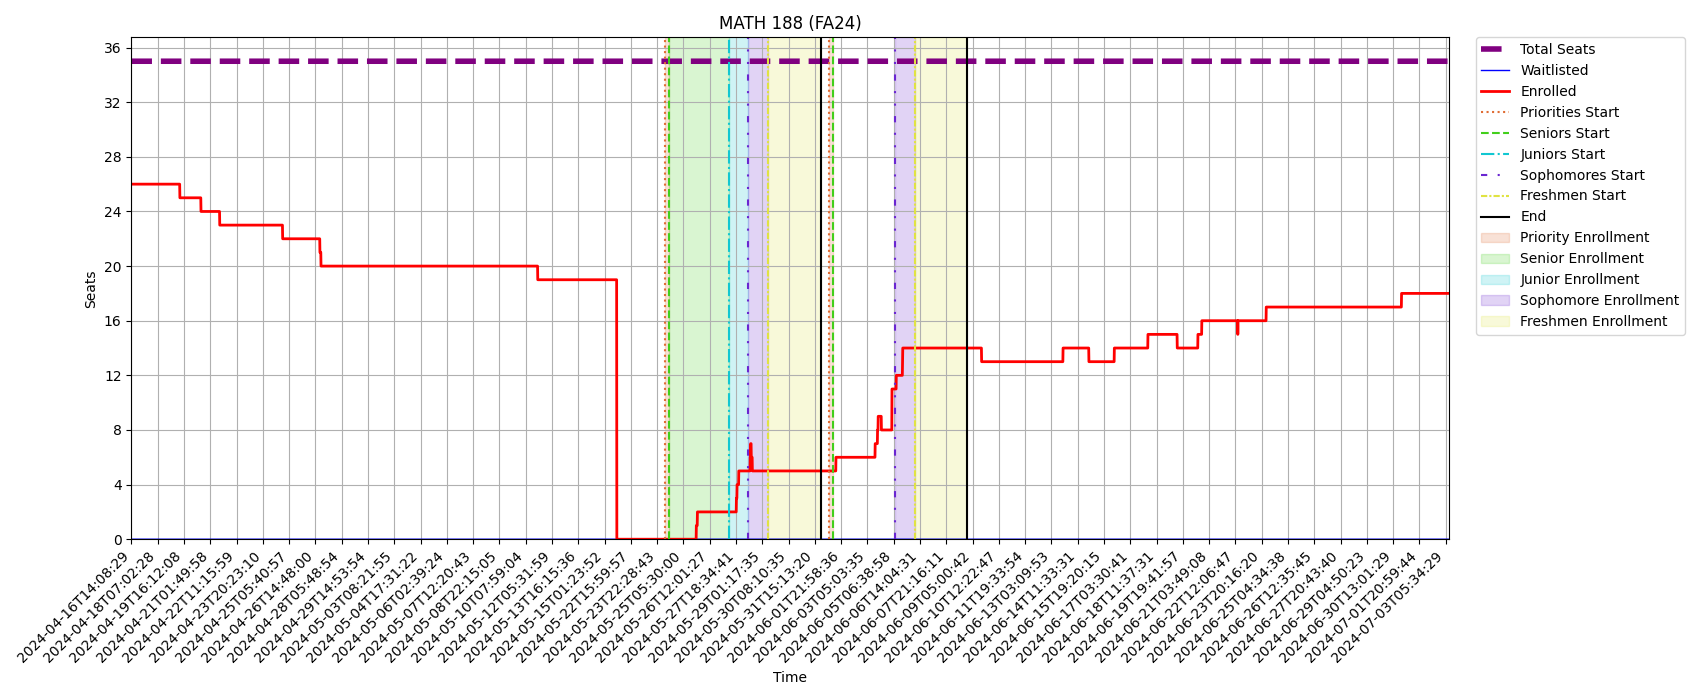 MATH 188 (FA24)
36
32
28
24
20
16
12
8
4
0
Seats
2024-04-16T14:08:29
2024-04-18T07:02:28
2024-04-19T16:12:08
2024-04-21T01:49:58
2024-04-22T11:15:59
2024-04-23T20:23:10
2024-04-25T05:40:57
2024-04-26T14:48:00
2024-04-28T05:48:54
2024-04-29T14:53:54
2024-05-03T08:21:55
2024-05-04T17:31:22
2024-05-06T02:39:24
2024-05-07T12:20:43
2024-05-08T22:15:05
2024-05-10T07:59:04
2024-05-12T05:31:59
2024-05-13T16:15:36
2024-05-15T01:23:52
2024-05-22T15:59:57
2024-05-23T22:28:43
2024-05-25T05:30:00
2024-05-26T12:01:27
2024-05-27T18:34:41
2024-05-29T01:17:35
2024-05-30T08:10:35
2024-05-31T15:13:20
2024-06-01T21:58:36
2024-06-03T05:03:35
2024-06-05T06:38:58
2024-06-06T14:04:31
2024-06-07T21:16:11
2024-06-09T05:00:42
2024-06-10T12:22:47
2024-06-11T19:33:54
2024-06-13T03:09:53
2024-06-14T11:33:31
2024-06-15T19:20:15
2024-06-17T03:30:41
2024-06-18T11:37:31
2024-06-19T19:41:57
2024-06-21T03:49:08
2024-06-22T12:06:47
2024-06-23T20:16:20
2024-06-25T04:34:38
2024-06-26T12:35:45
2024-06-27T20:43:40
2024-06-29T04:50:23
2024-06-30T13:01:29
2024-07-01T20:59:44
2024-07-03T05:34:29
Time
Total Seats
Waitlisted
Enrolled
Priorities Start
Seniors Start
Juniors Start
Sophomores Start
Freshmen Start
End
Priority Enrollment
Senior Enrollment
Junior Enrollment
Sophomore Enrollment
Freshmen Enrollment